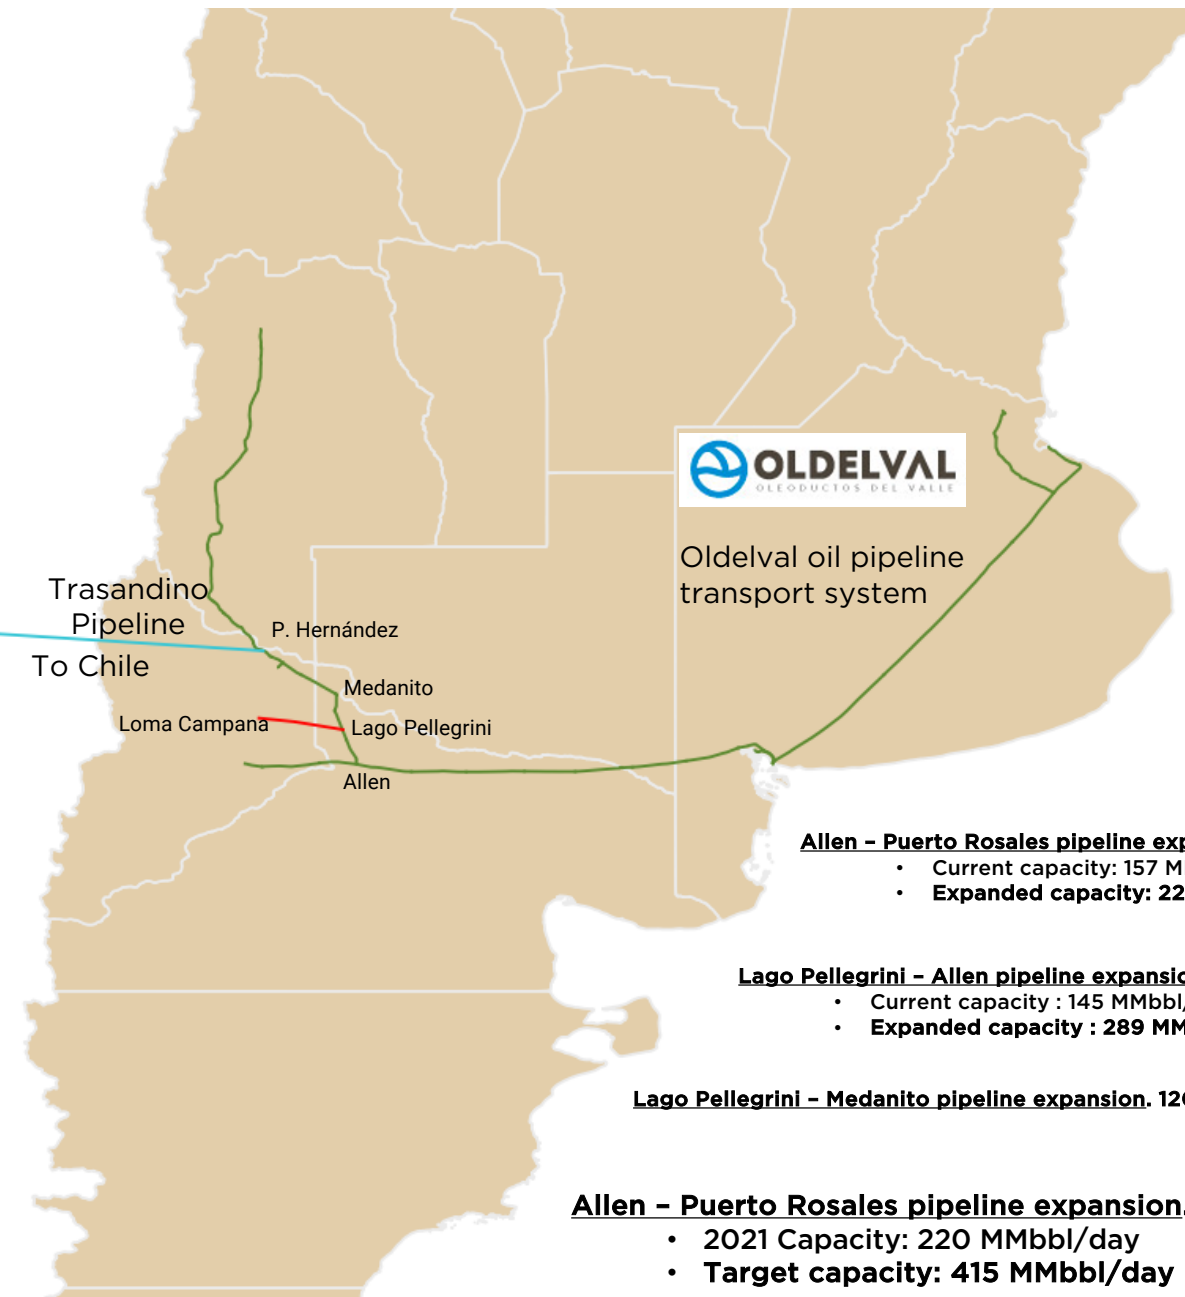 OLDELVAL
OLEODUCTOS DEL VALLE
Oldelval oil pipeline
transport system
Trasandino
Pipeline
To Chile
P. Hernández
Medanito
Loma Campana
Lago Pellegrini
Allen
Allen – Puerto Rosales pipeline
• Current capacity: 157
• Expanded capacity:
Lago Pellegrini – Allen pipeline
• Current capacity : 145 MMbbl/
• Expanded capacity : 289
Lago Pellegrini – Medanito pipeline expansion.
Allen – Puerto Rosales pipeline expansion.
• 2021 Capacity: 220 MMbbl/day
• Target capacity: 415 MMbbl/day